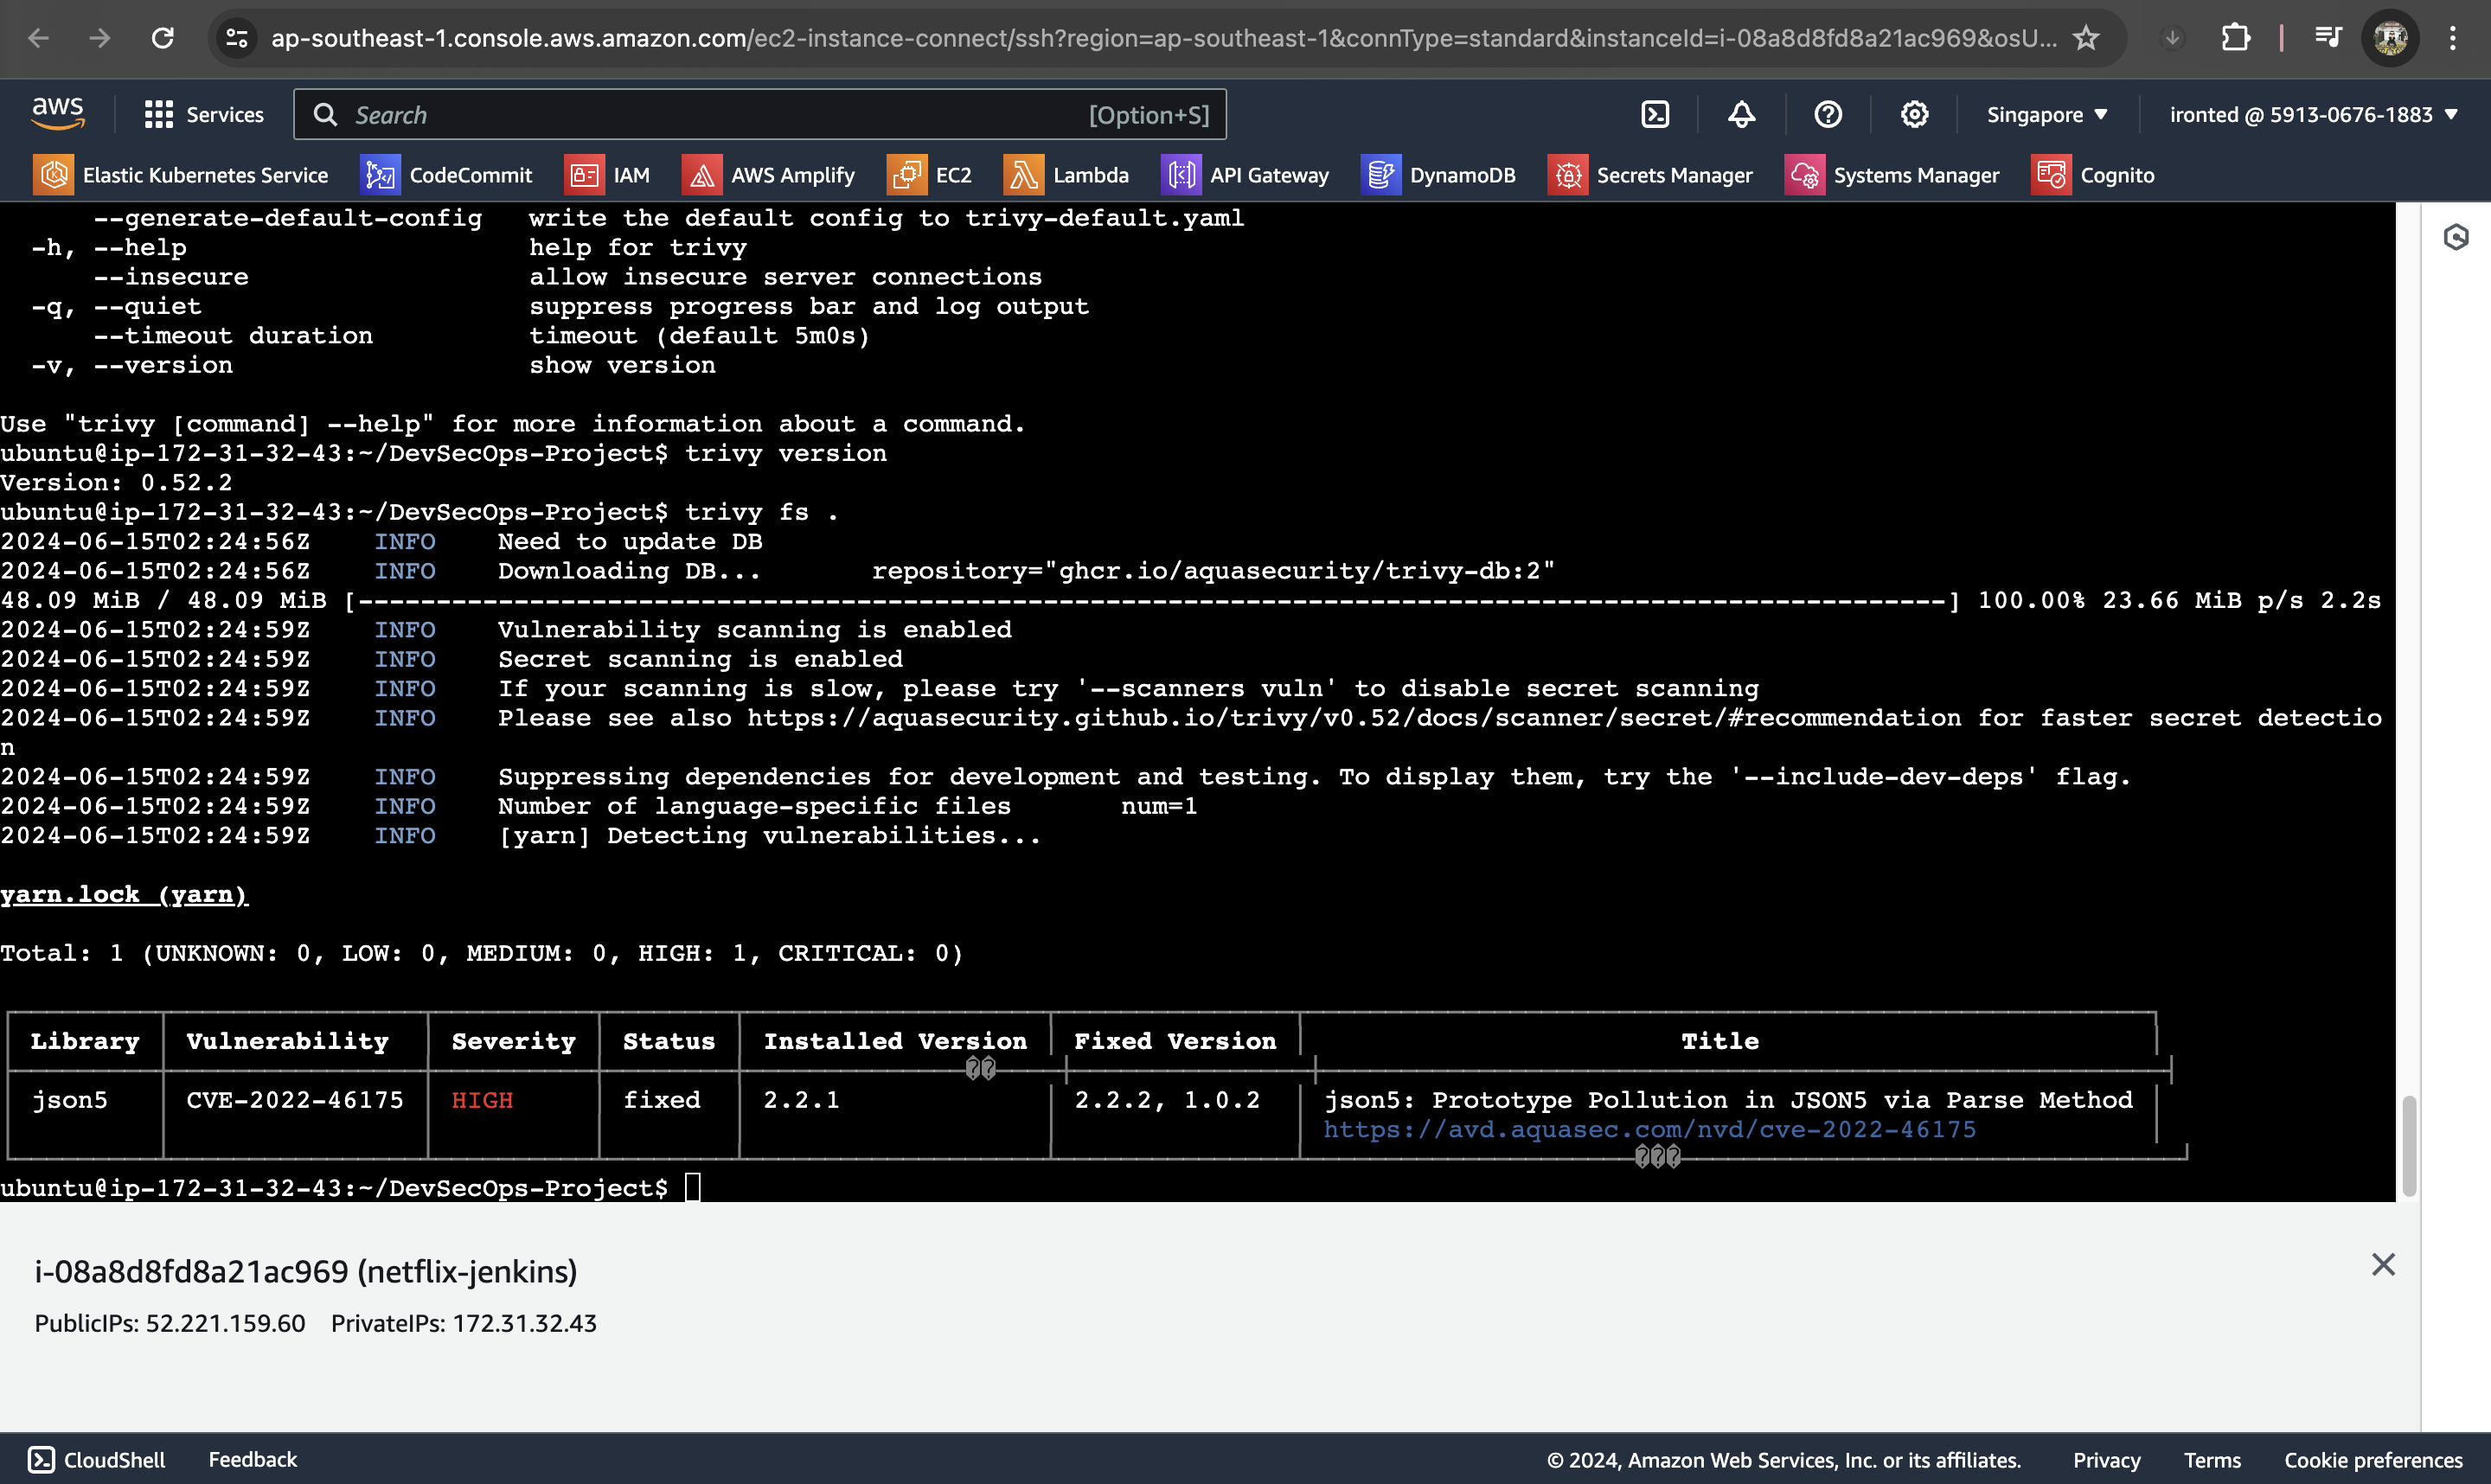 ap-southeast-1.console.aws.amazon.com/ec2-instance-connect/ssh?region=ap-southeast-1&connType=standard&instanceId=i-08a8d8fd8a21ac969&osU...
aws Services Search [Option+S] Singapore ironted @ 5913-0676-1883
Elastic Kubernetes Service CodeCommit IAM AWS Amplify EC2 Lambda API Gateway DynamoDB Secrets Manager Systems Manager Cognito
--generate-default-config write the default config to trivy-default.yaml
-h, --help help for trivy
--insecure allow insecure server connections
-q, --quiet suppress progress bar and log output
--timeout duration timeout (default 5m0s)
-v, --version show version
Use "trivy [command] --help" for more information about a command.
ubuntu@ip-172-31-32-43:~/DevSecOps-Project$ trivy version
Version: 0.52.2
ubuntu@ip-172-31-32-43:~/DevSecOps-Project$ trivy fs .
2024-06-15T02:24:56Z INFO Need to update DB
2024-06-15T02:24:56Z INFO Downloading DB... repository="ghcr.io/aquasecurity/trivy-db:2"
48.09 MiB / 48.09 MiB [------------------------------------------------------------------------------------------------------] 100.00% 23.66 MiB p/s 2.2s
2024-06-15T02:24:59Z INFO Vulnerability scanning is enabled
2024-06-15T02:24:59Z INFO Secret scanning is enabled
2024-06-15T02:24:59Z INFO If your scanning is slow, please try '--scanners vuln' to disable secret scanning
2024-06-15T02:24:59Z INFO Please see also https://aquasecurity.github.io/trivy/v0.52/docs/scanner/secret/#recommendation for faster secret detectio
n
2024-06-15T02:24:59Z INFO Suppressing dependencies for development and testing. To display them, try the '--include-dev-deps' flag.
2024-06-15T02:24:59Z INFO Number of language-specific files num=1
2024-06-15T02:24:59Z INFO [yarn] Detecting vulnerabilities...
yarn.lock (yarn)
Total: 1 (UNKNOWN: 0, LOW: 0, MEDIUM: 0, HIGH: 1, CRITICAL: 0)
Library Vulnerability Severity Status Installed Version Fixed Version Title
json5 CVE-2022-46175 HIGH fixed 2.2.1 2.2.2, 1.0.2 json5: Prototype Pollution in JSON5 via Parse Method
https://avd.aquasec.com/nvd/cve-2022-46175
ubuntu@ip-172-31-32-43:~/DevSecOps-Project$
i-08a8d8fd8a21ac969 (netflix-jenkins)
PublicIPs: 52.221.159.60 PrivateIPs: 172.31.32.43
CloudShell Feedback © 2024, Amazon Web Services, Inc. or its affiliates. Privacy Terms Cookie preferences